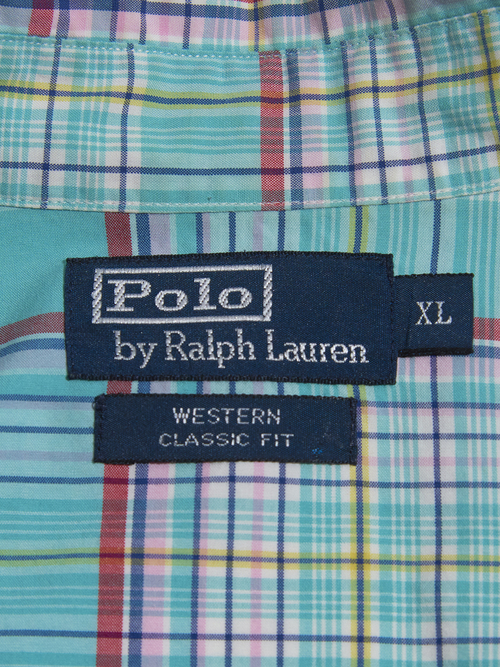 Polo
by Ralph Lauren
XL
WESTERN
CLASSIC FIT